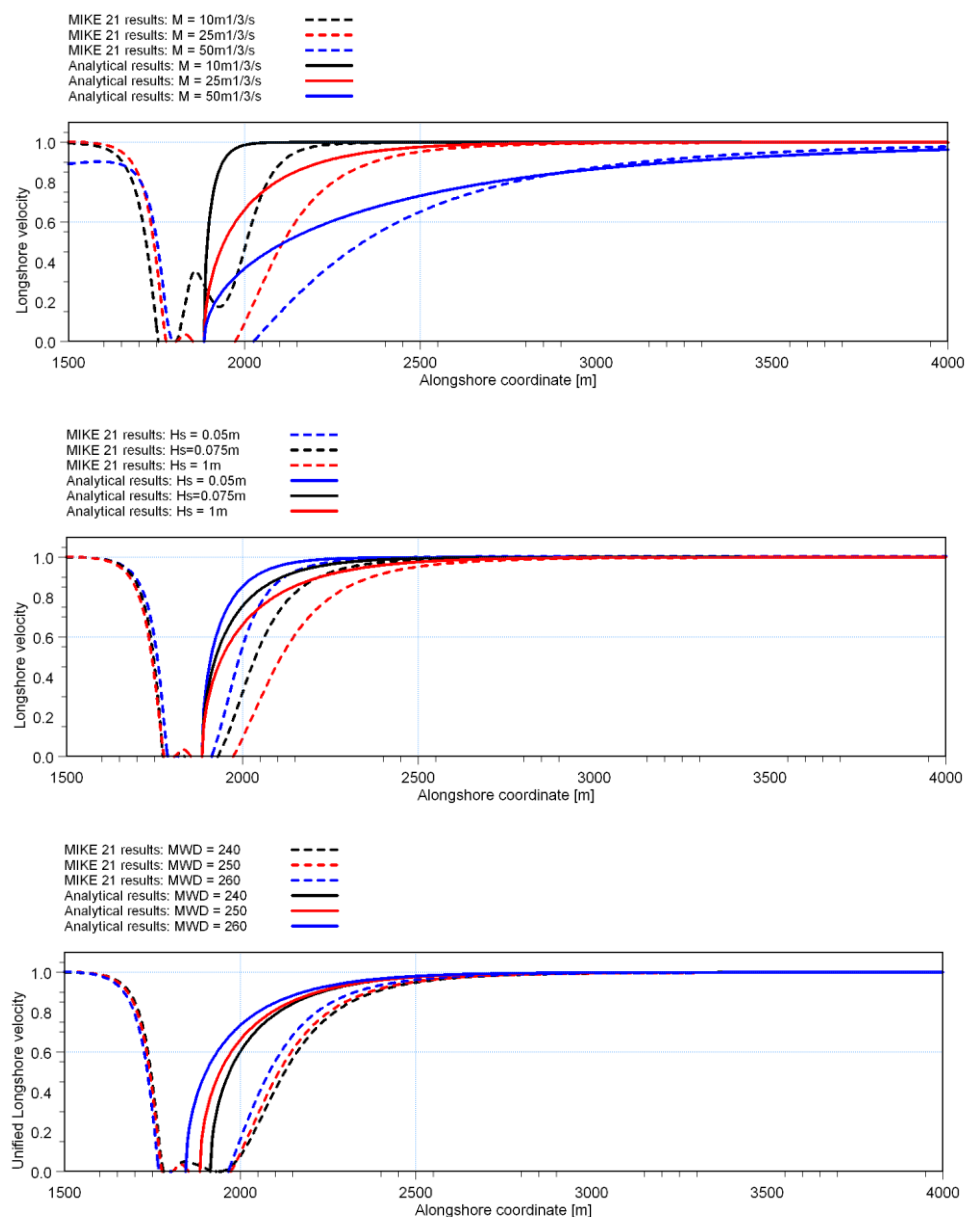 MIKE 21 results: M = 10m1/3/s
MIKE 21 results: M = 25m1/3/s
MIKE 21 results: M = 50m1/3/s
Analytical results: M = 10m1/3/s
Analytical results: M = 25m1/3/s
Analytical results: M = 50m1/3/s
Longshore velocity
1.0
0.8
0.6
0.4
0.2
0.0
1500 2000 2500 3000 3500 4000
Alongshore coordinate [m]
MIKE 21 results: Hs = 0.05m
MIKE 21 results: Hs=0.075m
MIKE 21 results: Hs = 1m
Analytical results: Hs = 0.05m
Analytical results: Hs=0.075m
Analytical results: Hs = 1m
Longshore velocity
1.0
0.8
0.6
0.4
0.2
0.0
1500 2000 2500 3000 3500 4000
Alongshore coordinate [m]
MIKE 21 results: MWD = 240
MIKE 21 results: MWD = 250
MIKE 21 results: MWD = 260
Analytical results: MWD = 240
Analytical results: MWD = 250
Analytical results: MWD = 260
Unified Longshore velocity
1.0
0.8
0.6
0.4
0.2
0.0
1500 2000 2500 3000 3500 4000
Alongshore coordinate [m]